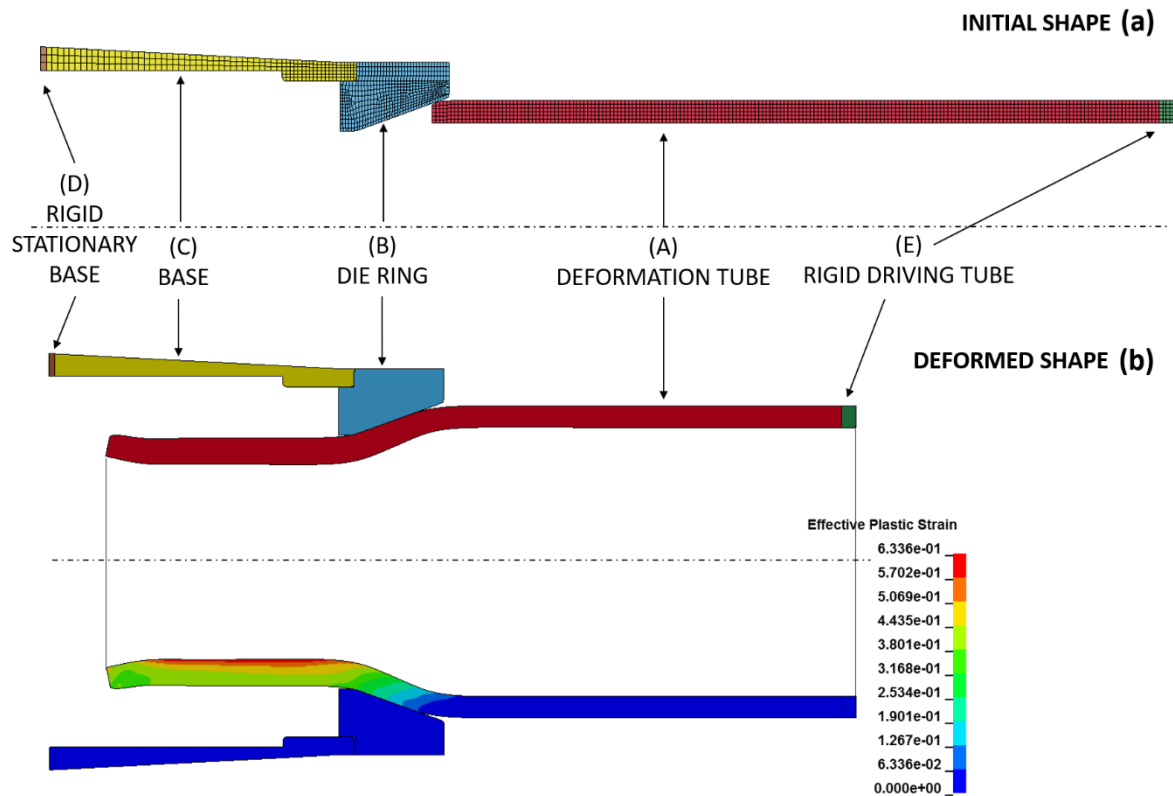 INITIAL SHAPE (a)
(D)
RIGID
STATIONARY
BASE
(C)
BASE
(B)
DIE RING
(A)
DEFORMATION TUBE
(E)
RIGID DRIVING TUBE
DEFORMED SHAPE (b)
Effective Plastic Strain
6.336e-01
5.702e-01
5.069e-01
4.435e-01
3.801e-01
3.168e-01
2.534e-01
1.901e-01
1.267e-01
6.336e-02
0.000e+00